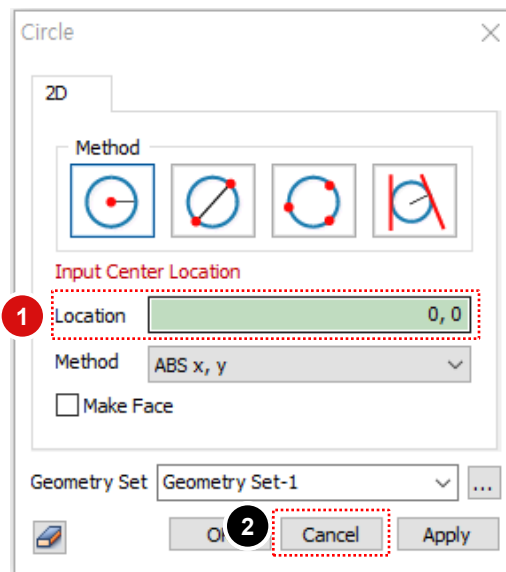 Circle
2D
Method
Input Center Location
1
Location 0, 0
Method ABS x, y
Make Face
Geometry Set Geometry Set-1 ...
2 Cancel Apply